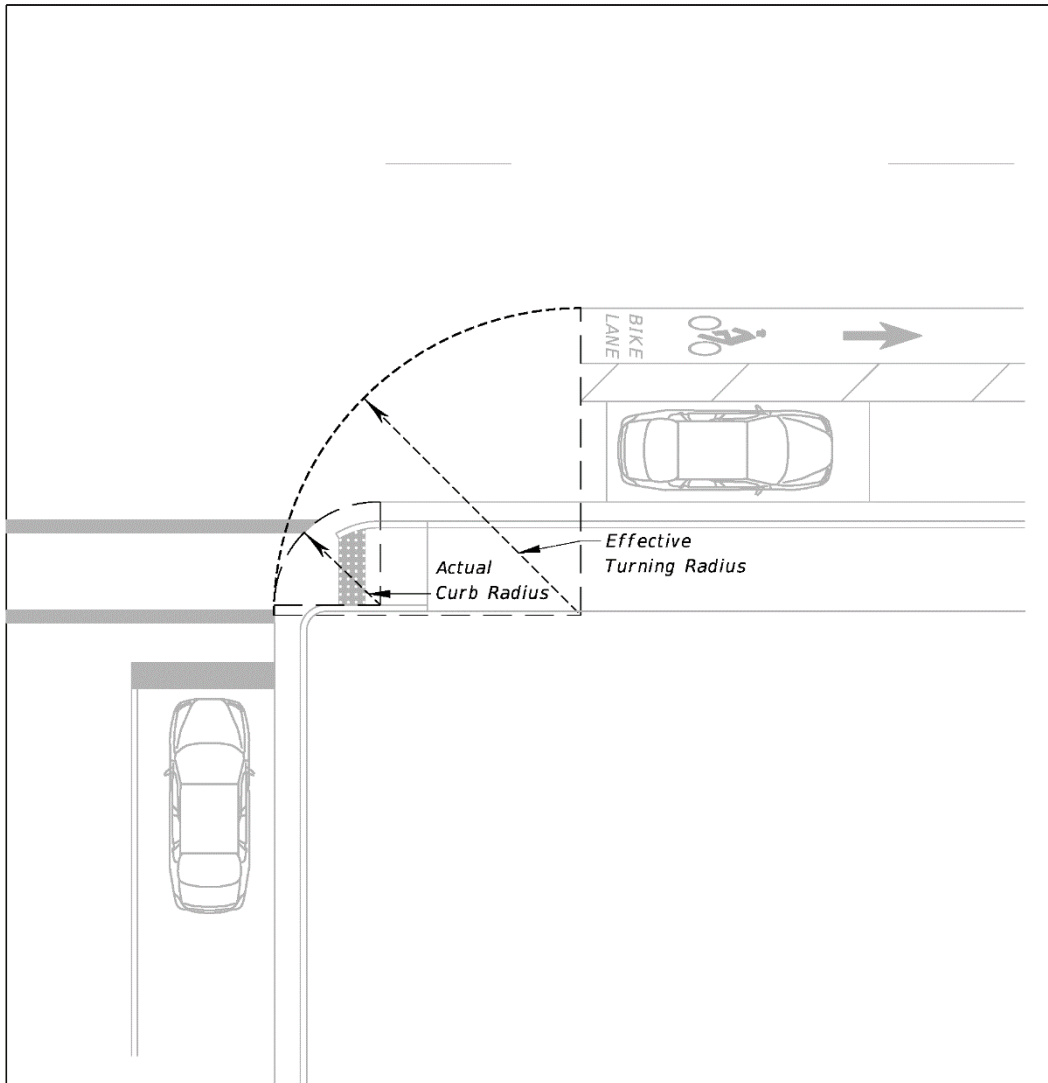 BIKE
LANE
Effective
Turning Radius
Actual
Curb Radius